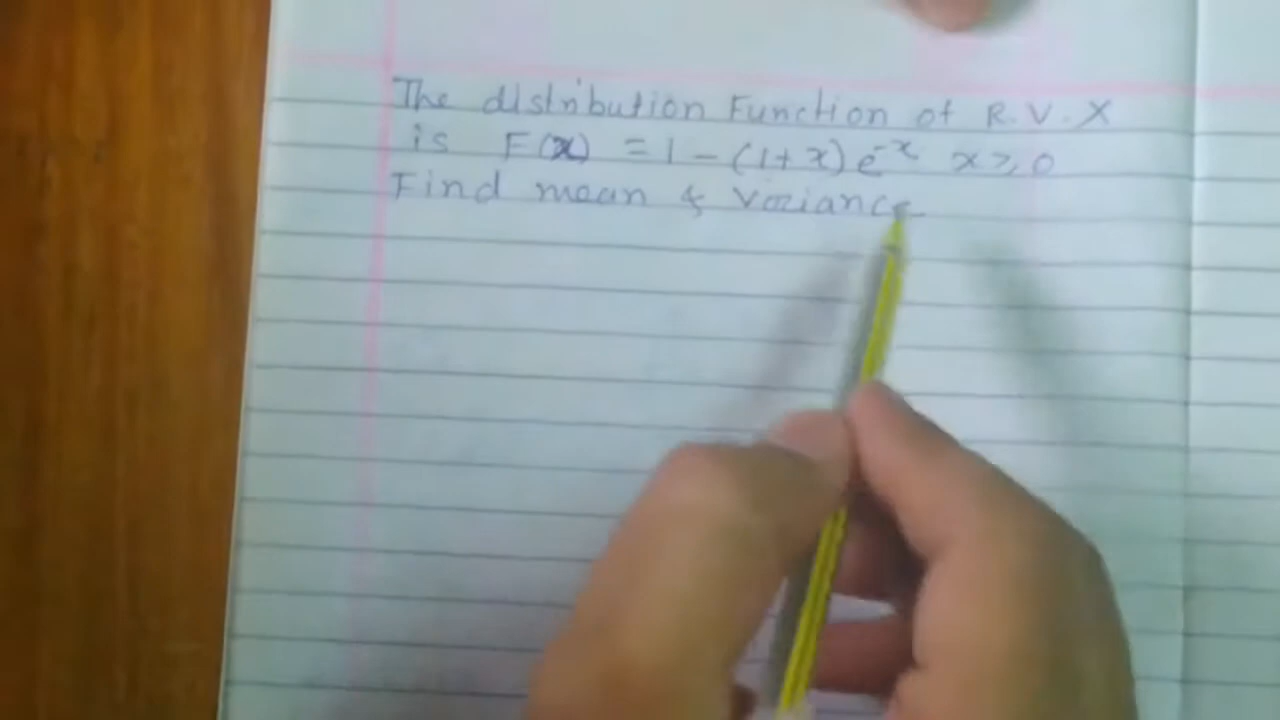 The distribution Function of R.V.X
is F(x) = 1 - (1+x) e^-x x ≥ 0
Find mean & Variance